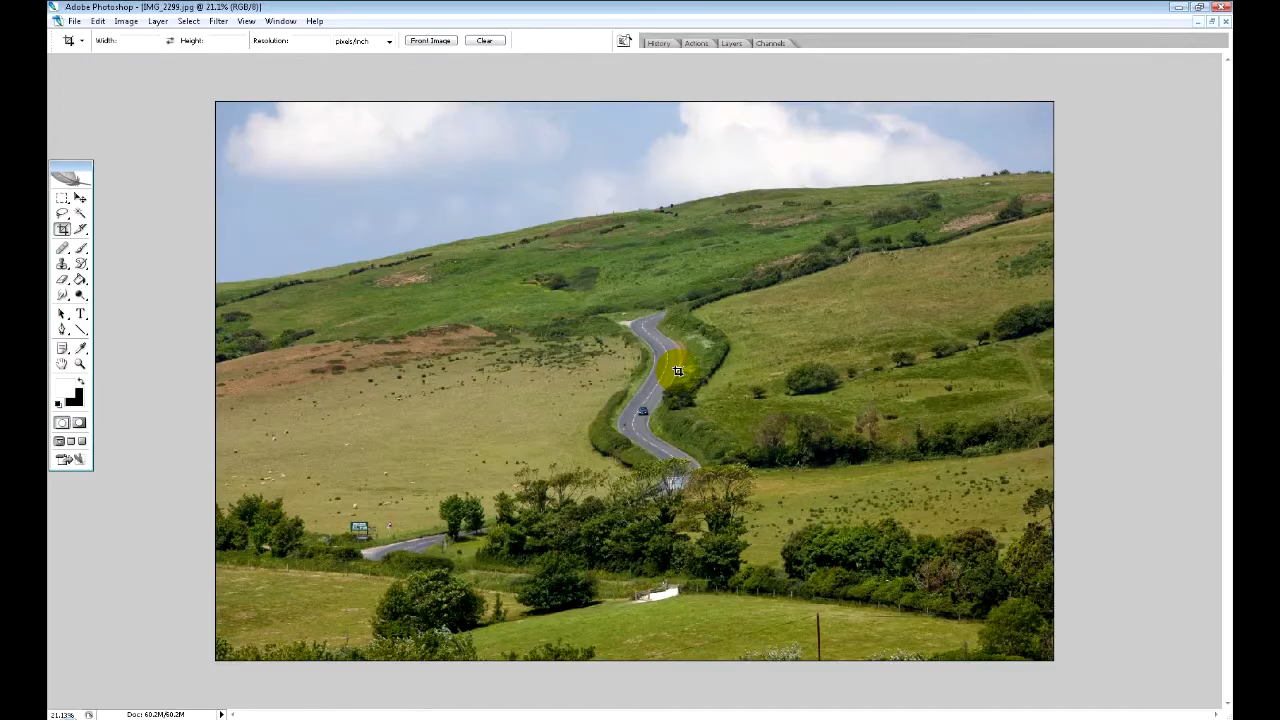 Adobe Photoshop - [IMG_2299.jpg @ 21.1% (RGB/8)]
File Edit Image Layer Select Filter View Window Help
Width: Height: Resolution: pixels/inch Front Image Clear History Actions Layers Channels
T
21.13% Doc: 60.2M/60.2M